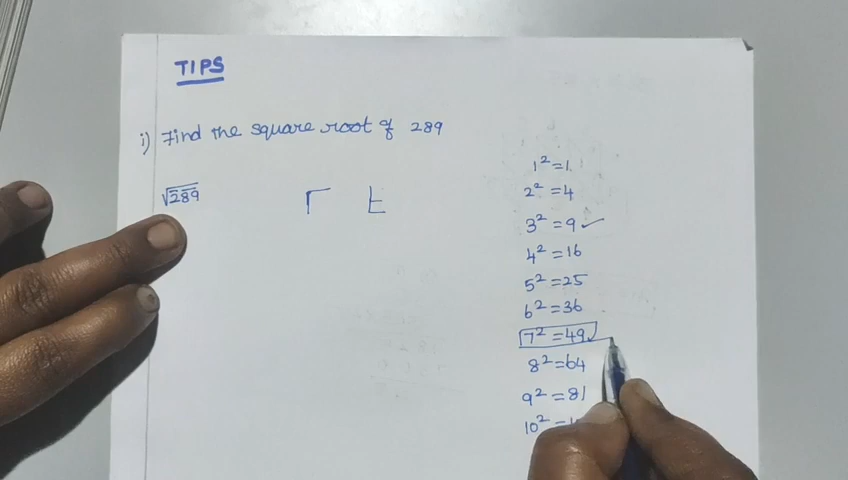 TIPS
i) Find the square root of 289
√289
1² = 1
2² = 4
3² = 9 ✓
4² = 16
5² = 25
6² = 36
7² = 49 ✓
8² = 64
9² = 81
10² =